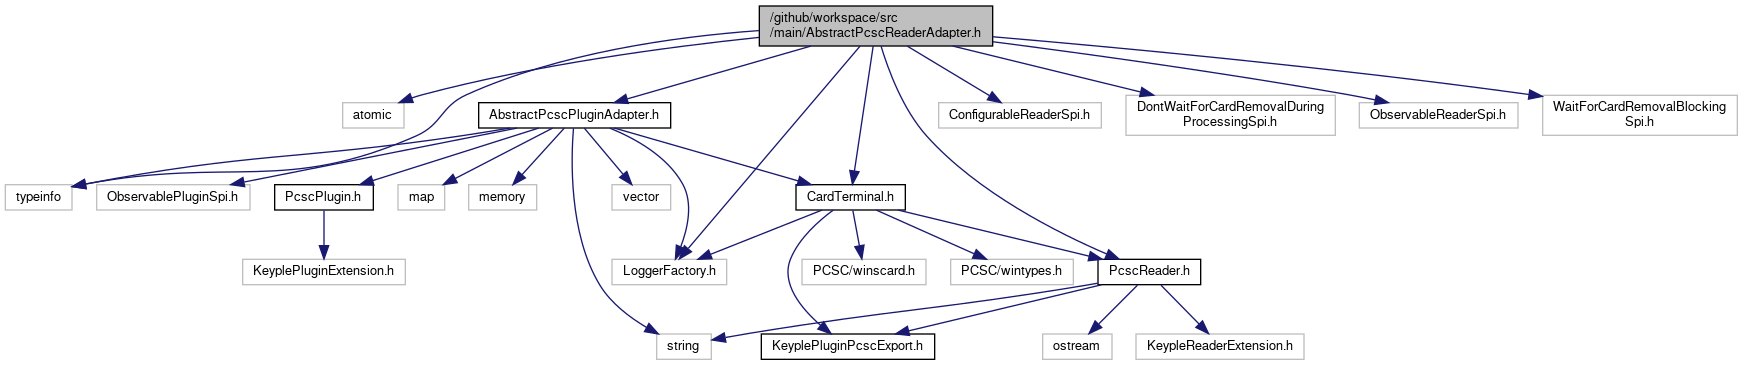 /github/workspace/src
/main/AbstractPcscReaderAdapter.h
atomic
AbstractPcscPluginAdapter.h
ConfigurableReaderSpi.h
DontWaitForCardRemovalDuring
ProcessingSpi.h
ObservableReaderSpi.h
WaitForCardRemovalBlocking
Spi.h
typeinfo
ObservablePluginSpi.h
PcscPlugin.h
map
memory
vector
CardTerminal.h
KeyplePluginExtension.h
LoggerFactory.h
PCSC/winscard.h
PCSC/wintypes.h
PcscReader.h
string
KeyplePluginPcscExport.h
ostream
KeypleReaderExtension.h